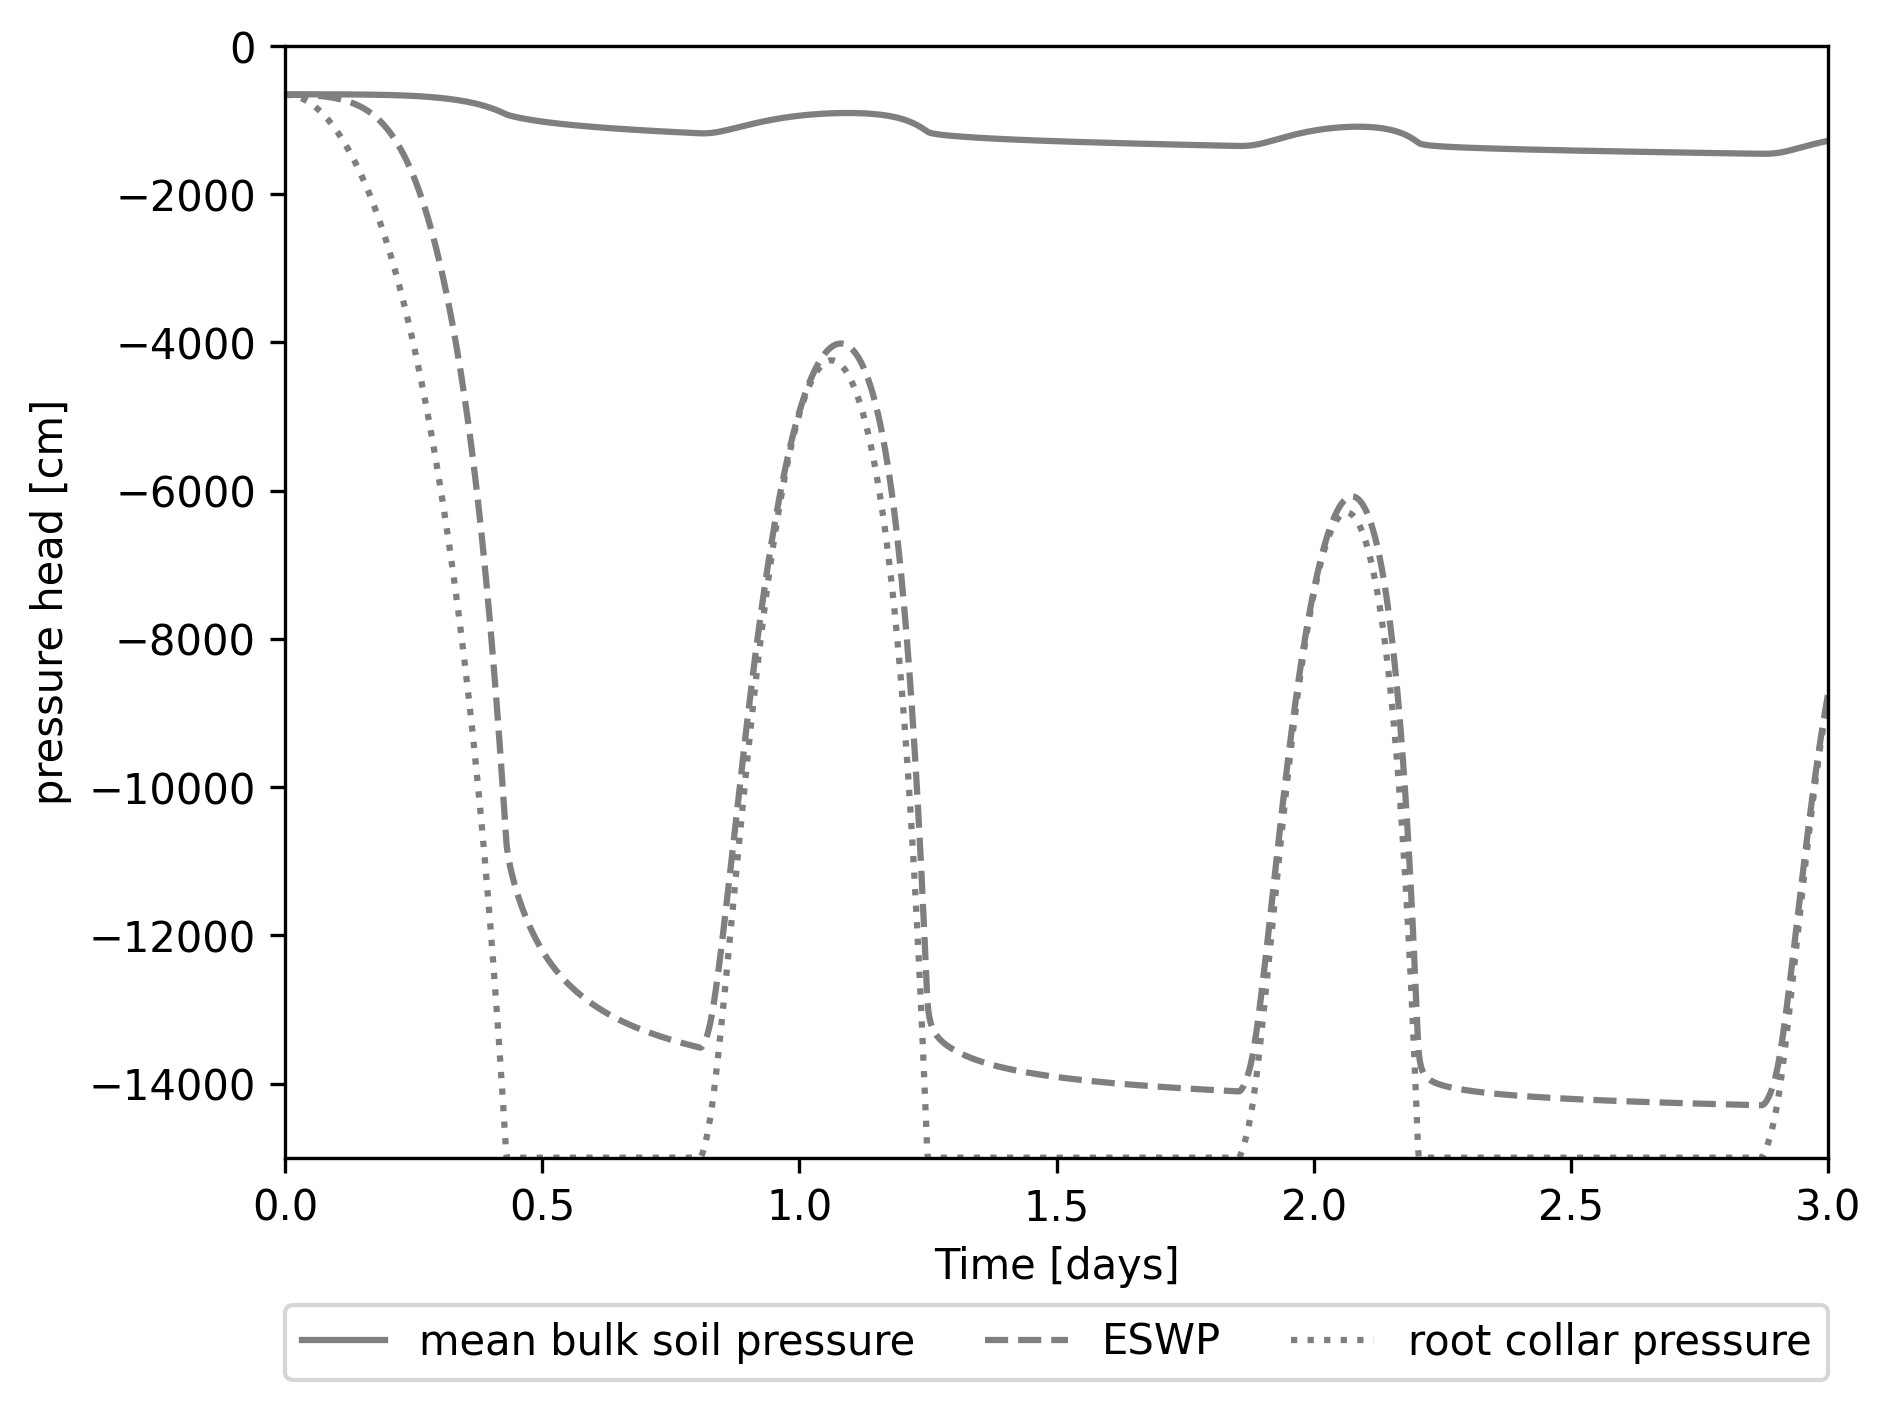 0
−2000
−4000
−6000
−8000
−10000
−12000
−14000
pressure head [cm]
0.0 0.5 1.0 1.5 2.0 2.5 3.0
Time [days]
mean bulk soil pressure ESWP root collar pressure